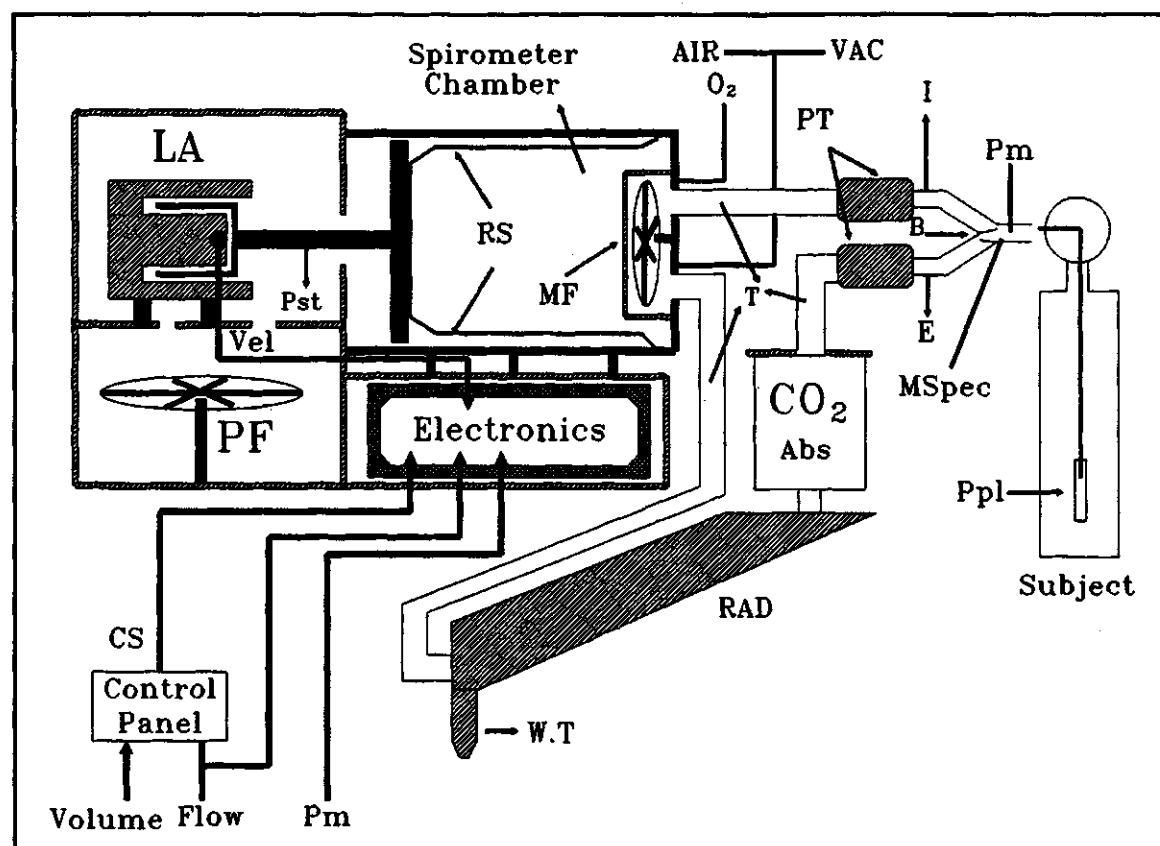 Spirometer
Chamber
AIR
VAC
O₂
LA
PT
I
Pm
RS
B
MF
T
Pst
E
Vel
MSpec
CO₂
Abs
PF
Electronics
Ppl
Subject
RAD
CS
Control
Panel
W.T
Volume
Flow
Pm